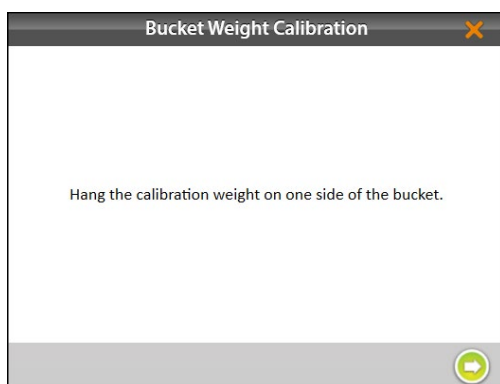 Bucket Weight Calibration
Hang the calibration weight on one side of the bucket.